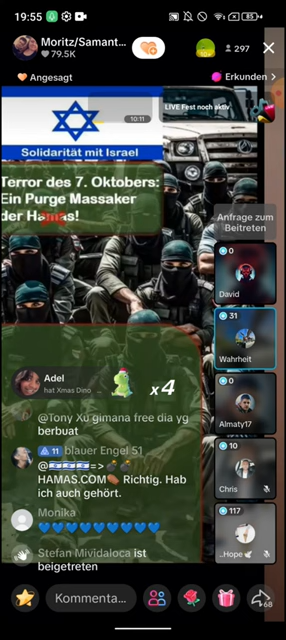 19:55
85
Moritz/Samant...
79.5K
297
Angesagt
Erkunden >
10:11
LIVE Fest noch aktiv
Solidarität mit Israel
Terror des 7. Oktobers:
Ein Purge Massaker
der Hamas!
Anfrage zum
Beitreten
0
David
31
Wahrheit
0
Almaty17
10
Chris
117
...Hope
Adel
hat Xmas Dino
x4
@Tony Xu gimana free dia yg
berbuat
11 blauer Engel 51
@🇮🇱🇮🇱🇮🇱=>💣💣
HAMAS.COM⚰️ Richtig. Hab
ich auch gehört.
Monika
💙💙💙💙💙💙💙💙💙
Stefan Mividaloca ist
beigetreten
Kommenta...
68